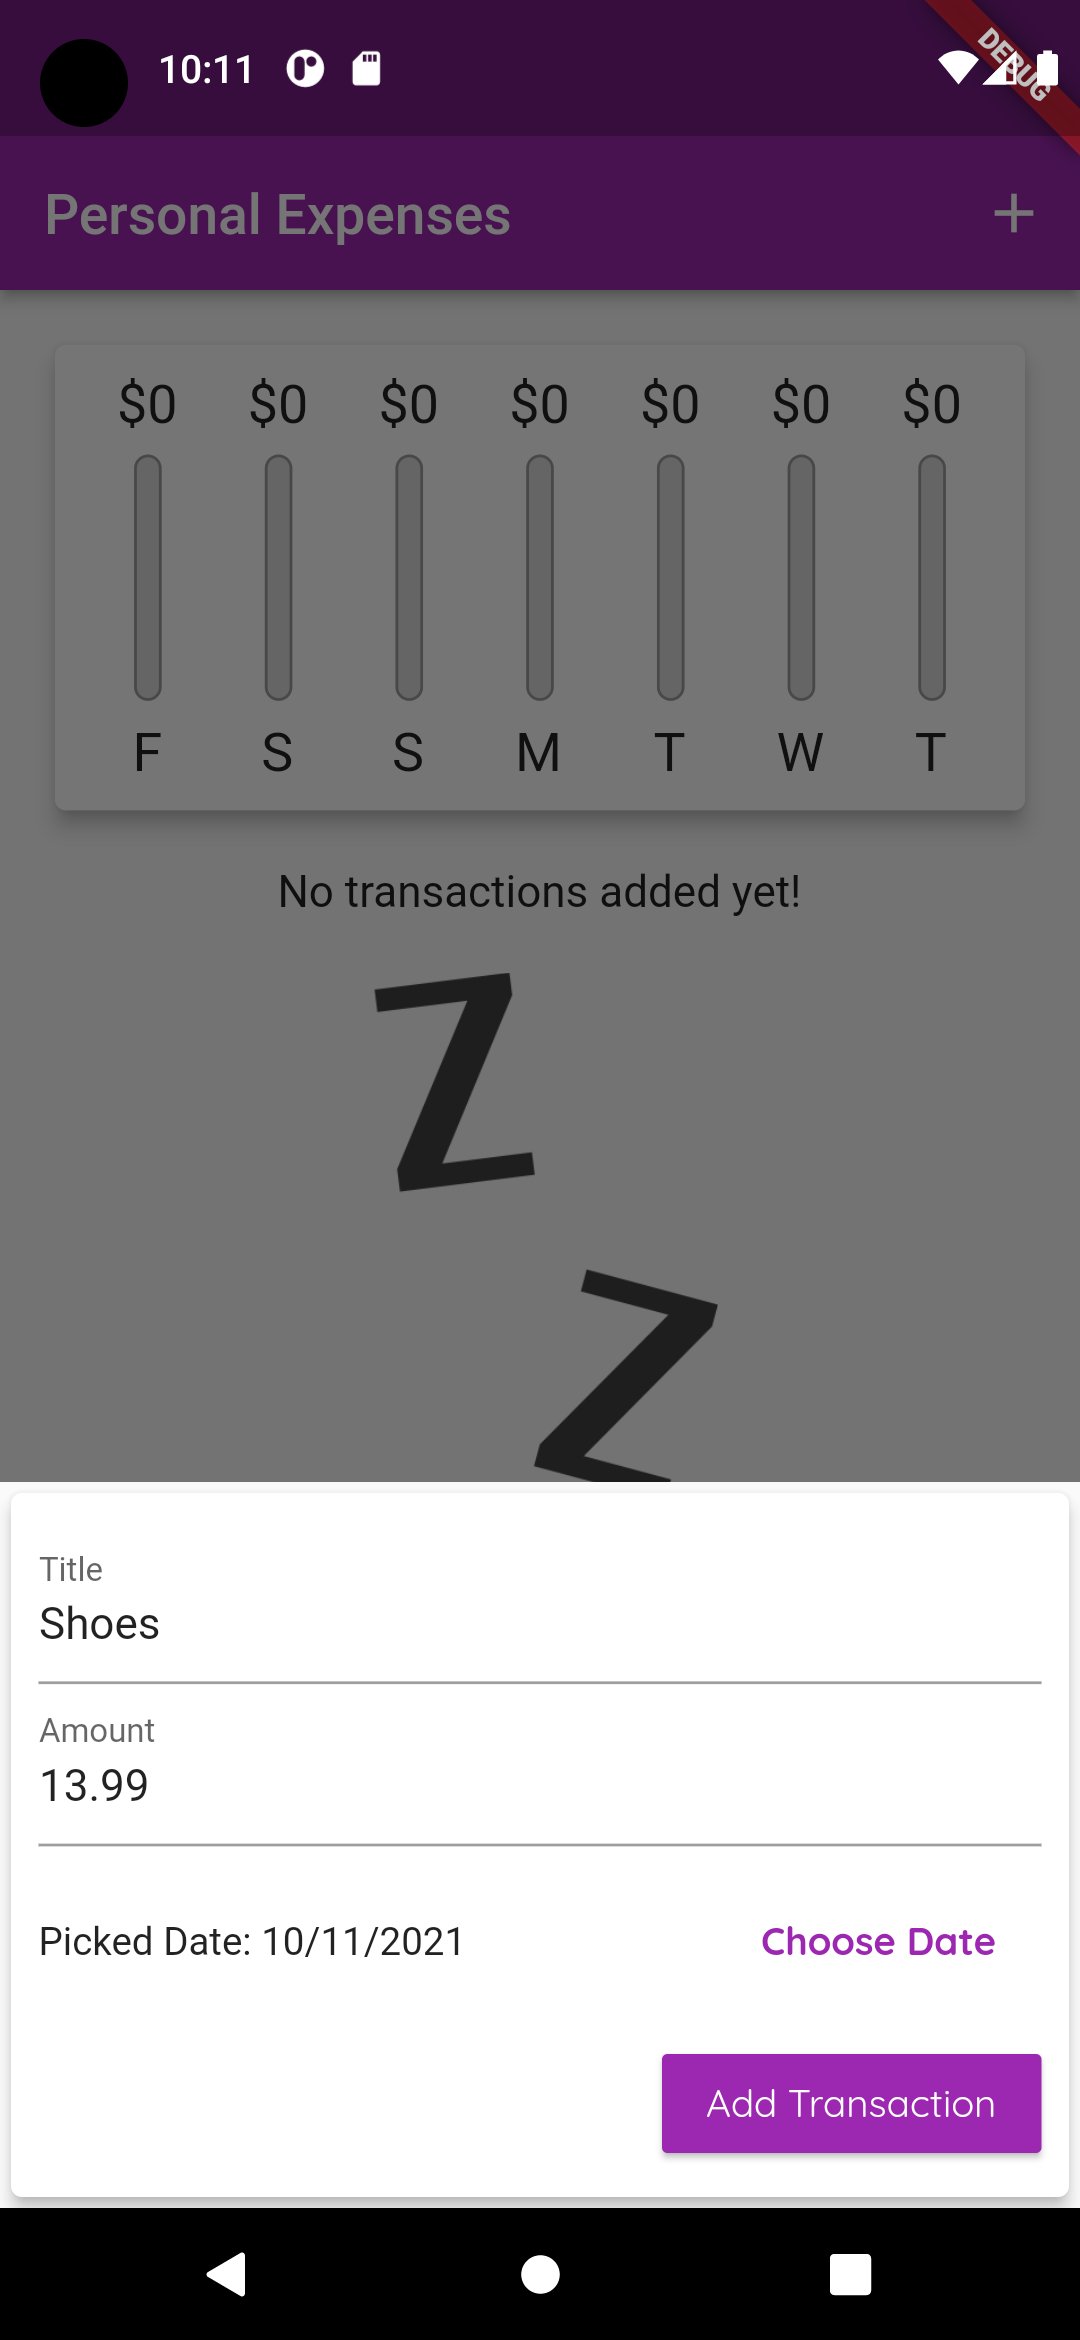 10:11
DEBUG
Personal Expenses
$0 $0 $0 $0 $0 $0 $0
F S S M T W T
No transactions added yet!
Z
Z
Title
Shoes
Amount
13.99
Picked Date: 10/11/2021 Choose Date
Add Transaction